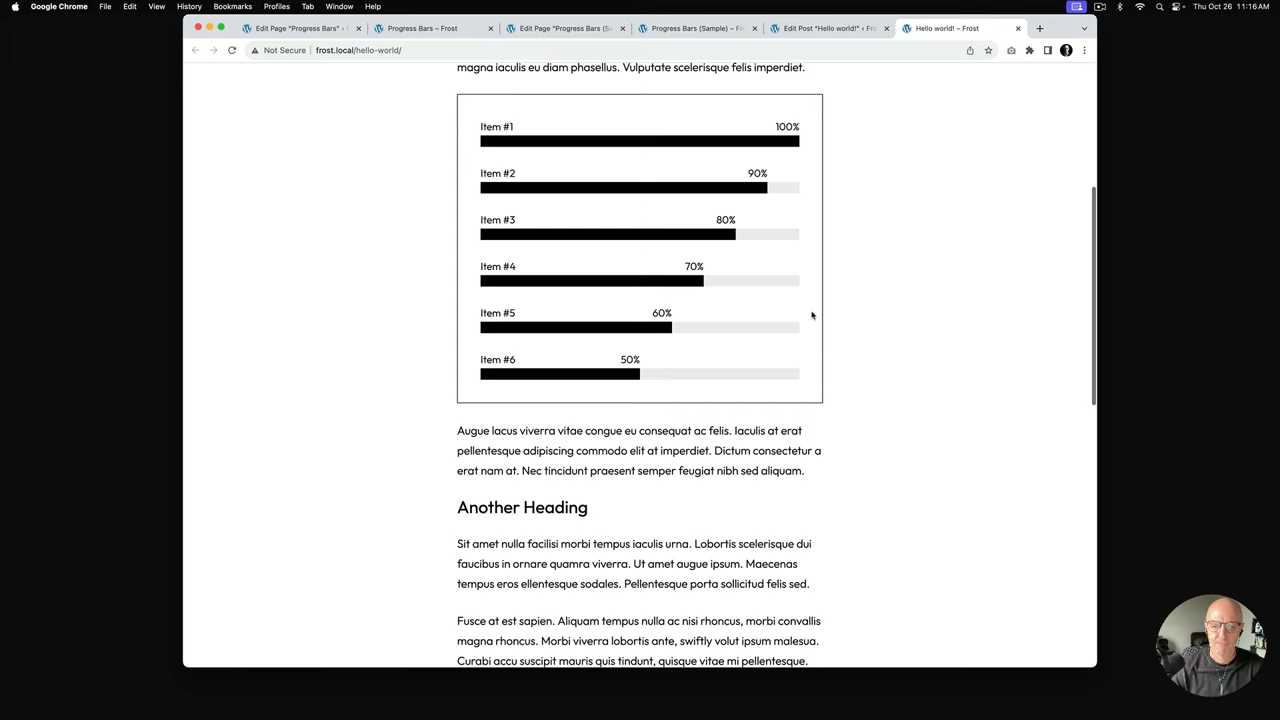 Google Chrome File Edit View History Bookmarks Profiles Tab Window Help Thu Oct 26 11:16 AM
Edit Page “Progress Bars” ‹ Progress Bars – Frost Edit Page “Progress Bars (Sa Progress Bars (Sample) – Fr Edit Post “Hello world!” ‹ Fr Hello world! – Frost
Not Secure frost.local/hello-world/
magna iaculis eu diam phasellus. Vulputate scelerisque felis imperdiet.
Item #1 100%
Item #2 90%
Item #3 80%
Item #4 70%
Item #5 60%
Item #6 50%
Augue lacus viverra vitae congue eu consequat ac felis. Iaculis at erat
pellentesque adipiscing commodo elit at imperdiet. Dictum consectetur a
erat nam at. Nec tincidunt praesent semper feugiat nibh sed aliquam.
Another Heading
Sit amet nulla facilisi morbi tempus iaculis urna. Lobortis scelerisque dui
faucibus in ornare quamra viverra. Ut amet augue ipsum. Maecenas
tempus eros ellentesque sodales. Pellentesque porta sollicitud felis sed.
Fusce at est sapien. Aliquam tempus nulla ac nisi rhoncus, morbi convallis
magna rhoncus. Morbi viverra lobortis ante, swiftly volut ipsum malesua.
Curabi accu suscipit mauris quis tindunt, quisque vitae mi pellentesque.